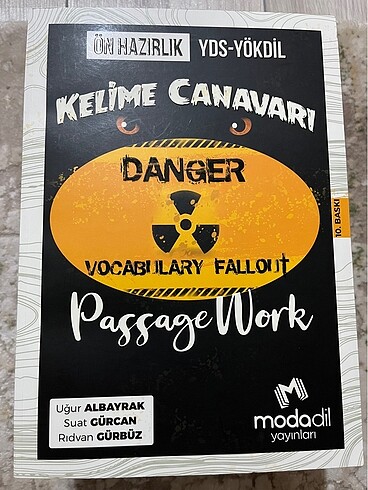 ÖN HAZIRLIK YDS-YÖKDİL
KELİME CANAVARI
DANGER
VOCABULARY FALLOUT
Passage Work
10. BASKI
Uğur ALBAYRAK
Suat GÜRCAN
Rıdvan GÜRBÜZ
modadil
yayınları